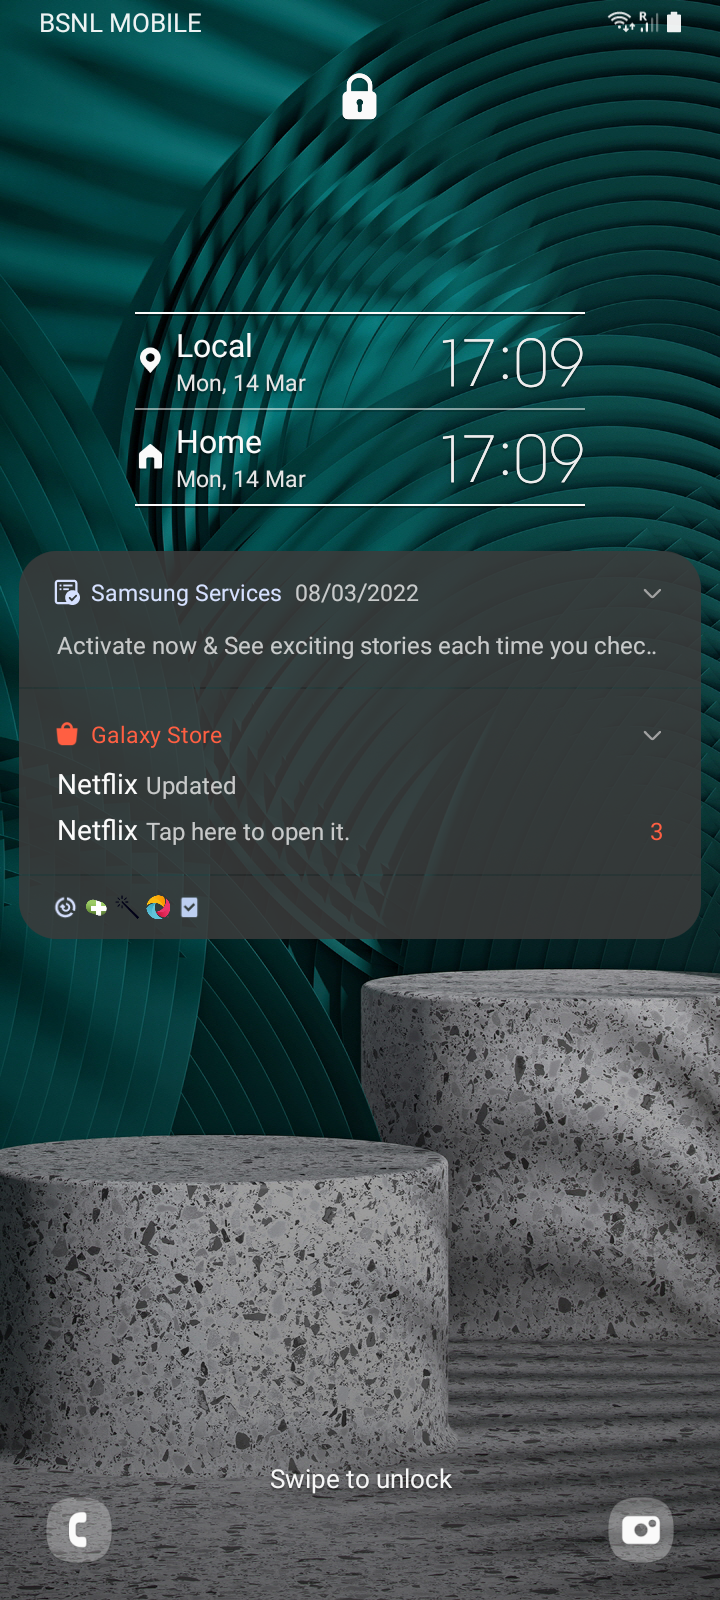 BSNL MOBILE
R
Local
Mon, 14 Mar
17:09
Home
Mon, 14 Mar
17:09
Samsung Services 08/03/2022
Activate now & See exciting stories each time you chec..
Galaxy Store
Netflix Updated
Netflix Tap here to open it.
3
Swipe to unlock